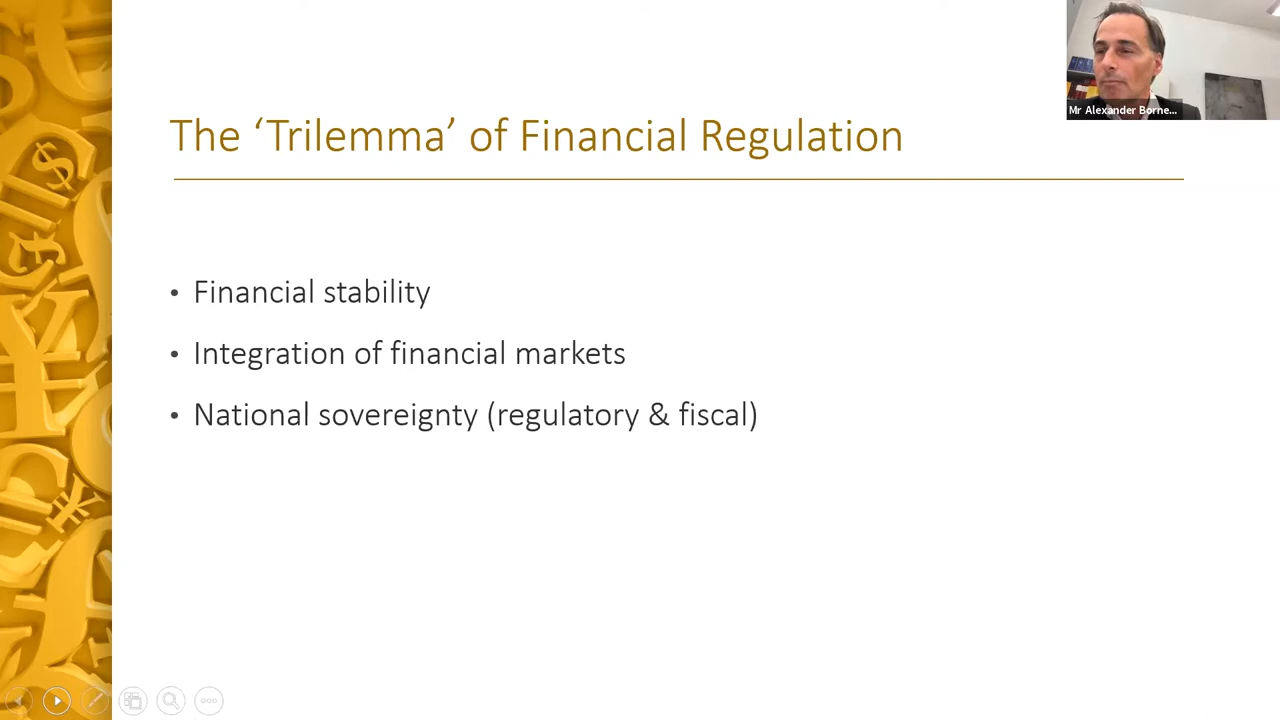 The ‘Trilemma’ of Financial Regulation
Mr Alexander Borne...
• Financial stability
• Integration of financial markets
• National sovereignty (regulatory & fiscal)